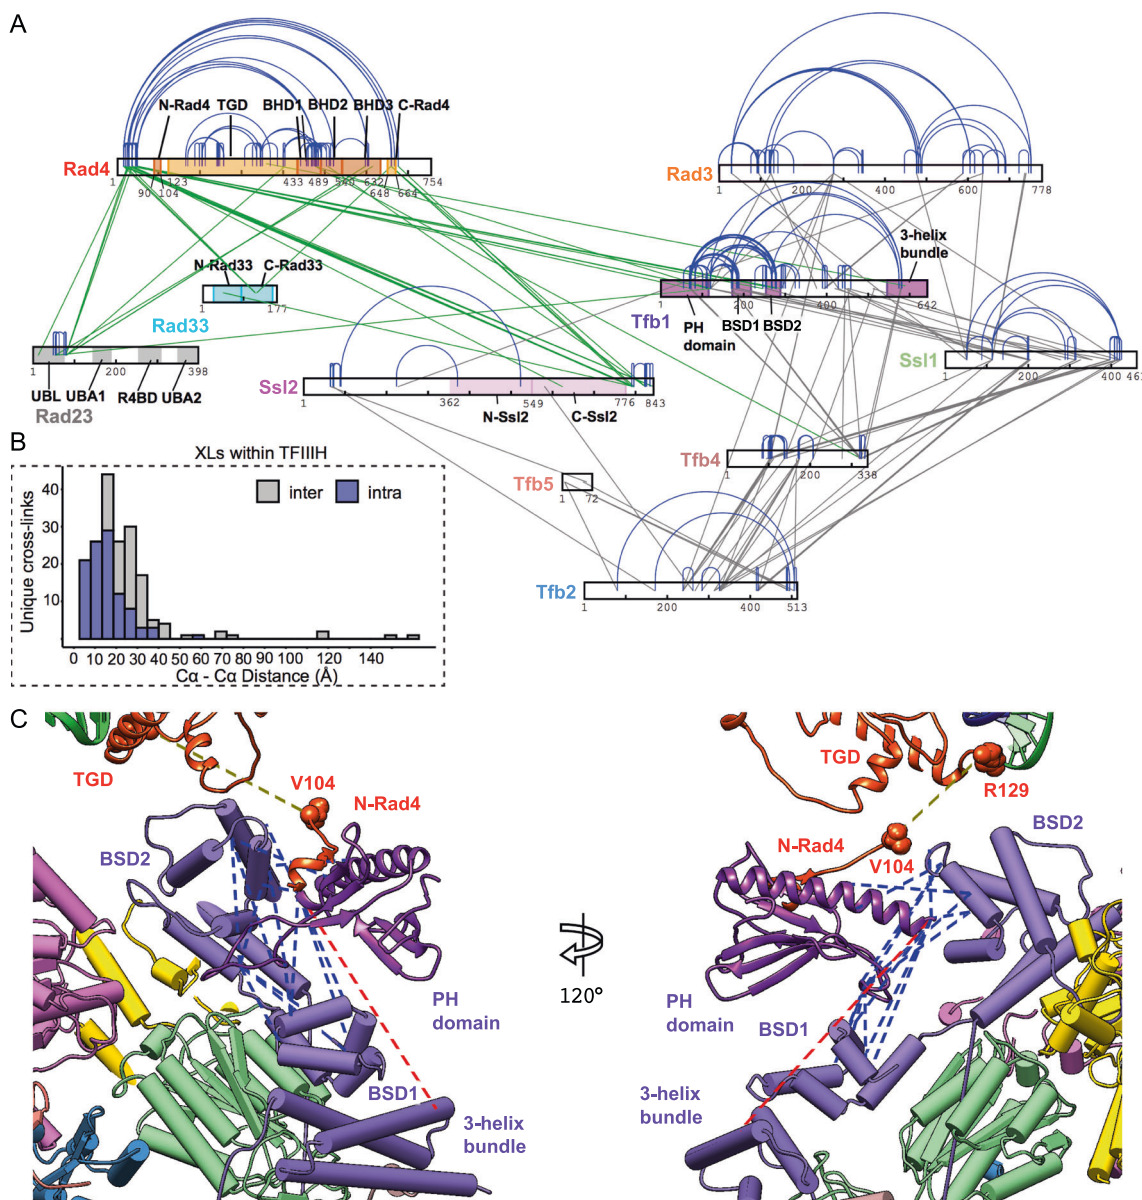 A
N-Rad4 TGD BHD1 BHD2 BHD3 C-Rad4
Rad4
1 90 104 123 433 489 540 632 648 664 754
Rad3
1 200 400 600 778
3-helix
bundle
N-Rad33 C-Rad33
1 177
Rad33
Tfb1
1 200 400 642
PH
domain
BSD1 BSD2
Ssl1
1 200 400 461
1 200 398
UBL UBA1 R4BD UBA2
Rad23
Ssl2
1 362 549 776 843
N-Ssl2 C-Ssl2
Tfb4
1 200 338
Tfb5
1 72
Tfb2
1 200 400 513
B
XLs within TFIIIH
inter intra
Unique cross-links
40
30
20
10
0 10 20 30 40 50 60 70 80 90 100 120 140
Cα - Cα Distance (Å)
C
TGD
V104
N-Rad4
BSD2
PH
domain
BSD1
3-helix
bundle
120º
TGD
R129
BSD2
N-Rad4
V104
PH
domain
BSD1
3-helix
bundle